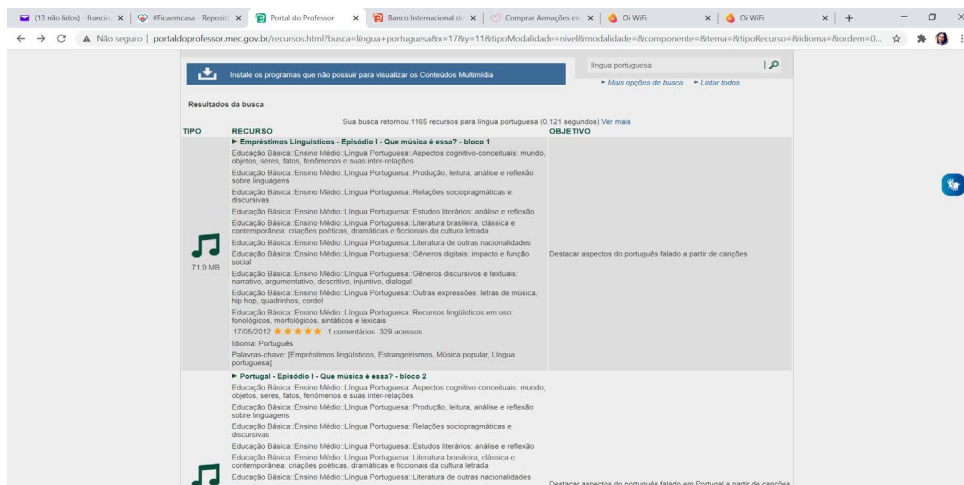 (13 não lidos) - francin
#Ficaemcasa - Reposit
Portal do Professor
Banco Internacional d
Comprar Armações en
Oi WiFi
Oi WiFi
Não seguro | portaldoprofessor.mec.gov.br/recursos.html?busca=língua+portuguesa&x=17&y=11&tipoModalidade=nivel&modalidade=&componente=&tema=&tipoRecurso=&idioma=&ordem=0...
Instale os programas que não possuir para visualizar os Conteúdos Multimídia
língua portuguesa
Mais opções de busca Listar todos
Resultados da busca
Sua busca retornou 1165 recursos para língua portuguesa (0.121 segundos) Ver mais
TIPO RECURSO OBJETIVO
Empréstimos Linguísticos - Episódio I - Que música é essa? - bloco 1
Educação Básica::Ensino Médio::Língua Portuguesa::Aspectos cognitivo-conceituais: mundo,
objetos, seres, fatos, fenômenos e suas inter-relações
Educação Básica::Ensino Médio::Língua Portuguesa::Produção, leitura, análise e reflexão
sobre linguagens
Educação Básica::Ensino Médio::Língua Portuguesa::Relações sociopragmáticas e
discursivas
Educação Básica::Ensino Médio::Língua Portuguesa::Estudos literários: análise e reflexão
Educação Básica::Ensino Médio::Língua Portuguesa::Literatura brasileira, clássica e
contemporânea: criações poéticas, dramáticas e ficcionais da cultura letrada
Educação Básica::Ensino Médio::Língua Portuguesa::Literatura de outras nacionalidades
Educação Básica::Ensino Médio::Língua Portuguesa::Gêneros digitais: impacto e função
social
Destacar aspectos do português falado a partir de canções
71.9 MB
Educação Básica::Ensino Médio::Língua Portuguesa::Gêneros discursivos e textuais:
narrativo, argumentativo, descritivo, injuntivo, dialogal
Educação Básica::Ensino Médio::Língua Portuguesa::Outras expressões: letras de música,
hip hop, quadrinhos, cordel
Educação Básica::Ensino Médio::Língua Portuguesa: Recursos lingüísticos em uso:
fonológicos, morfológicos, sintáticos e lexicais
17/05/2012 1 comentários 329 acessos
Idioma: Português
Palavras-chave: [Empréstimos lingüísticos, Estrangeirismos, Música popular, Língua
portuguesa]
Portugal - Episódio I - Que música é essa? - bloco 2
Educação Básica::Ensino Médio::Língua Portuguesa::Aspectos cognitivo-conceituais: mundo,
objetos, seres, fatos, fenômenos e suas inter-relações
Educação Básica::Ensino Médio::Língua Portuguesa::Produção, leitura, análise e reflexão
sobre linguagens
Educação Básica::Ensino Médio::Língua Portuguesa::Relações sociopragmáticas e
discursivas
Educação Básica::Ensino Médio::Língua Portuguesa::Estudos literários: análise e reflexão
Educação Básica::Ensino Médio::Língua Portuguesa::Literatura brasileira, clássica e
contemporânea: criações poéticas, dramáticas e ficcionais da cultura letrada
Educação Básica::Ensino Médio::Língua Portuguesa::Literatura de outras nacionalidades
Destacar aspectos do português falado em Portugal a partir de canções